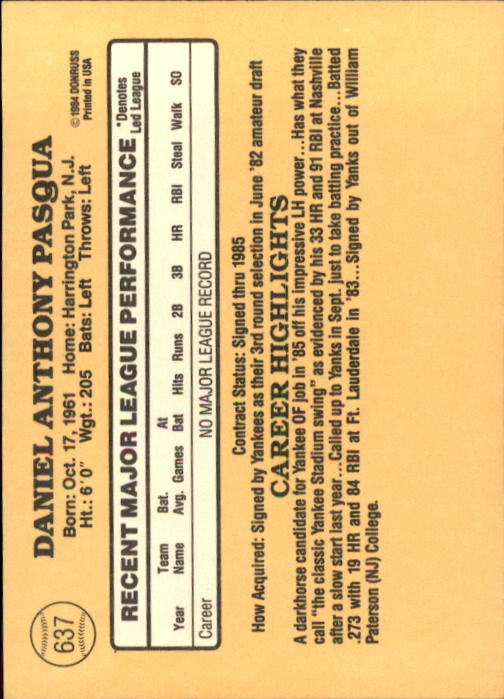 637
DANIEL ANTHONY PASQUA
Born: Oct. 17, 1961 Home: Harrington Park, N.J.
Ht.: 6'0" Wgt.: 205 Bats: Left Throws: Left
©1984 DONRUSS
Printed in USA
RECENT MAJOR LEAGUE PERFORMANCE
*Denotes
Led League
Year Team Name Bat. Avg. Games At Bat Hits Runs 2B 3B HR RBI Steal Walk SO
Career NO MAJOR LEAGUE RECORD
Contract Status: Signed thru 1985
How Acquired: Signed by Yankees as their 3rd round selection in June '82 amateur draft
CAREER HIGHLIGHTS
A darkhorse candidate for Yankee OF job in '85 off his impressive LH power...Has what they
call "the classic Yankee Stadium swing" as evidenced by his 33 HR and 91 RBI at Nashville
after a slow start last year...Called up to Yanks in Sept. just to take batting practice...Batted
.273 with 19 HR and 84 RBI at Ft. Lauderdale in '83...Signed by Yanks out of William
Paterson (NJ) College.